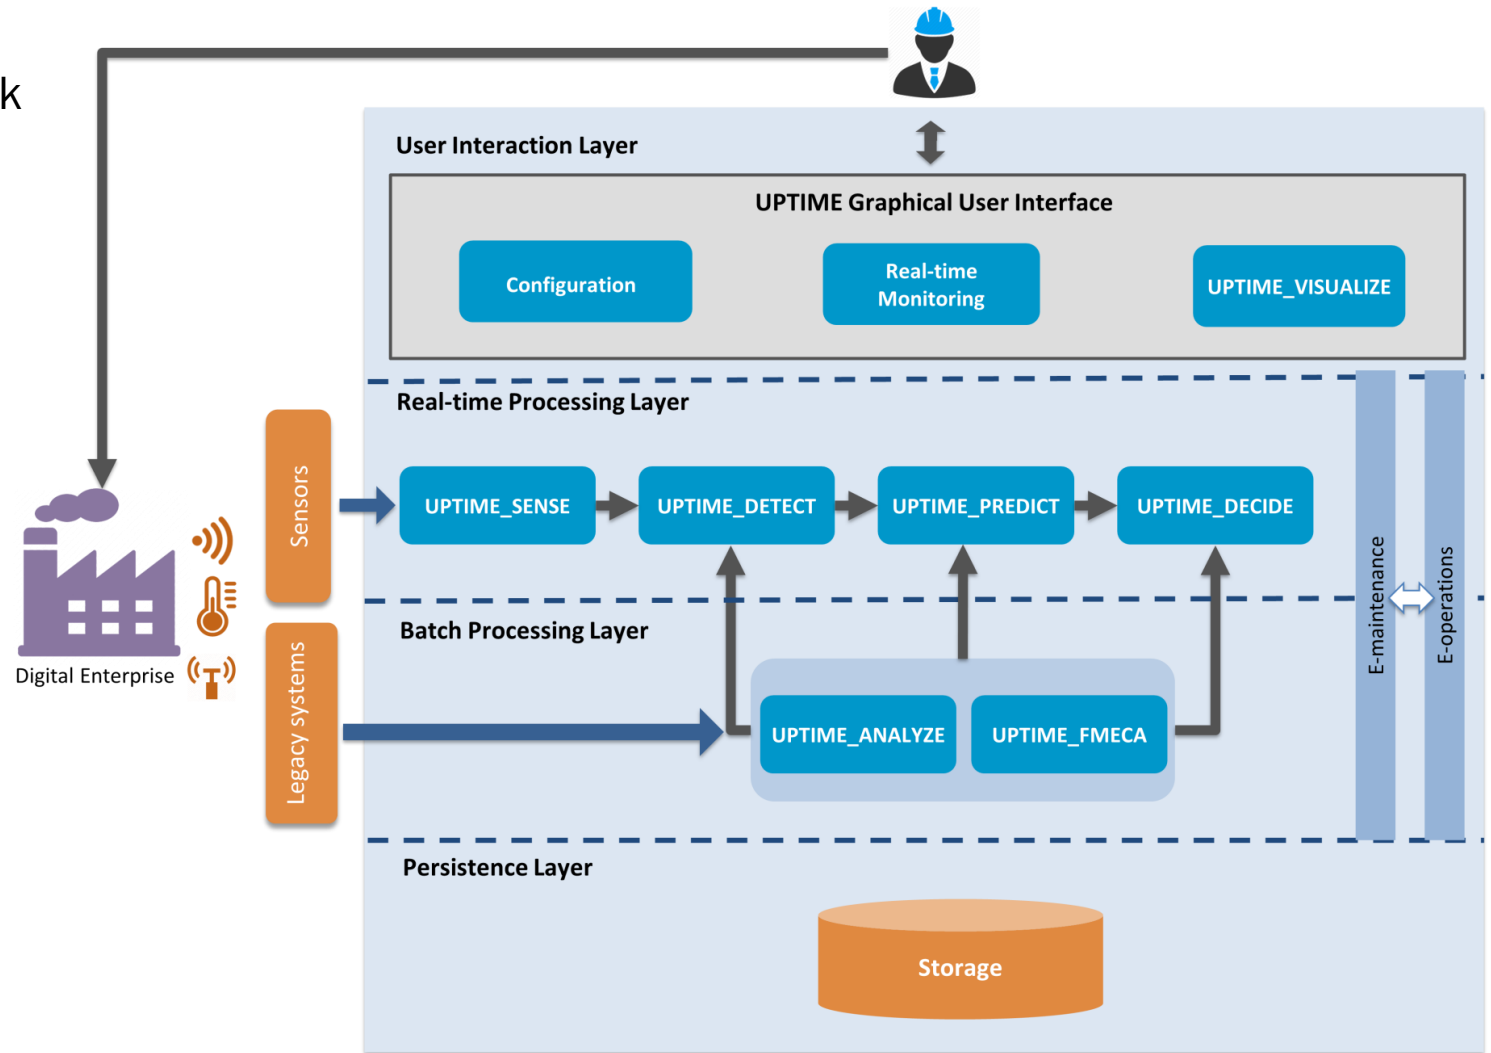 k
User Interaction Layer
UPTIME Graphical User Interface
Configuration
Real-time
Monitoring
UPTIME_VISUALIZE
Real-time Processing Layer
Sensors
UPTIME_SENSE
UPTIME_DETECT
UPTIME_PREDICT
UPTIME_DECIDE
E-maintenance
E-operations
Digital Enterprise
Batch Processing Layer
Legacy systems
UPTIME_ANALYZE
UPTIME_FMECA
Persistence Layer
Storage